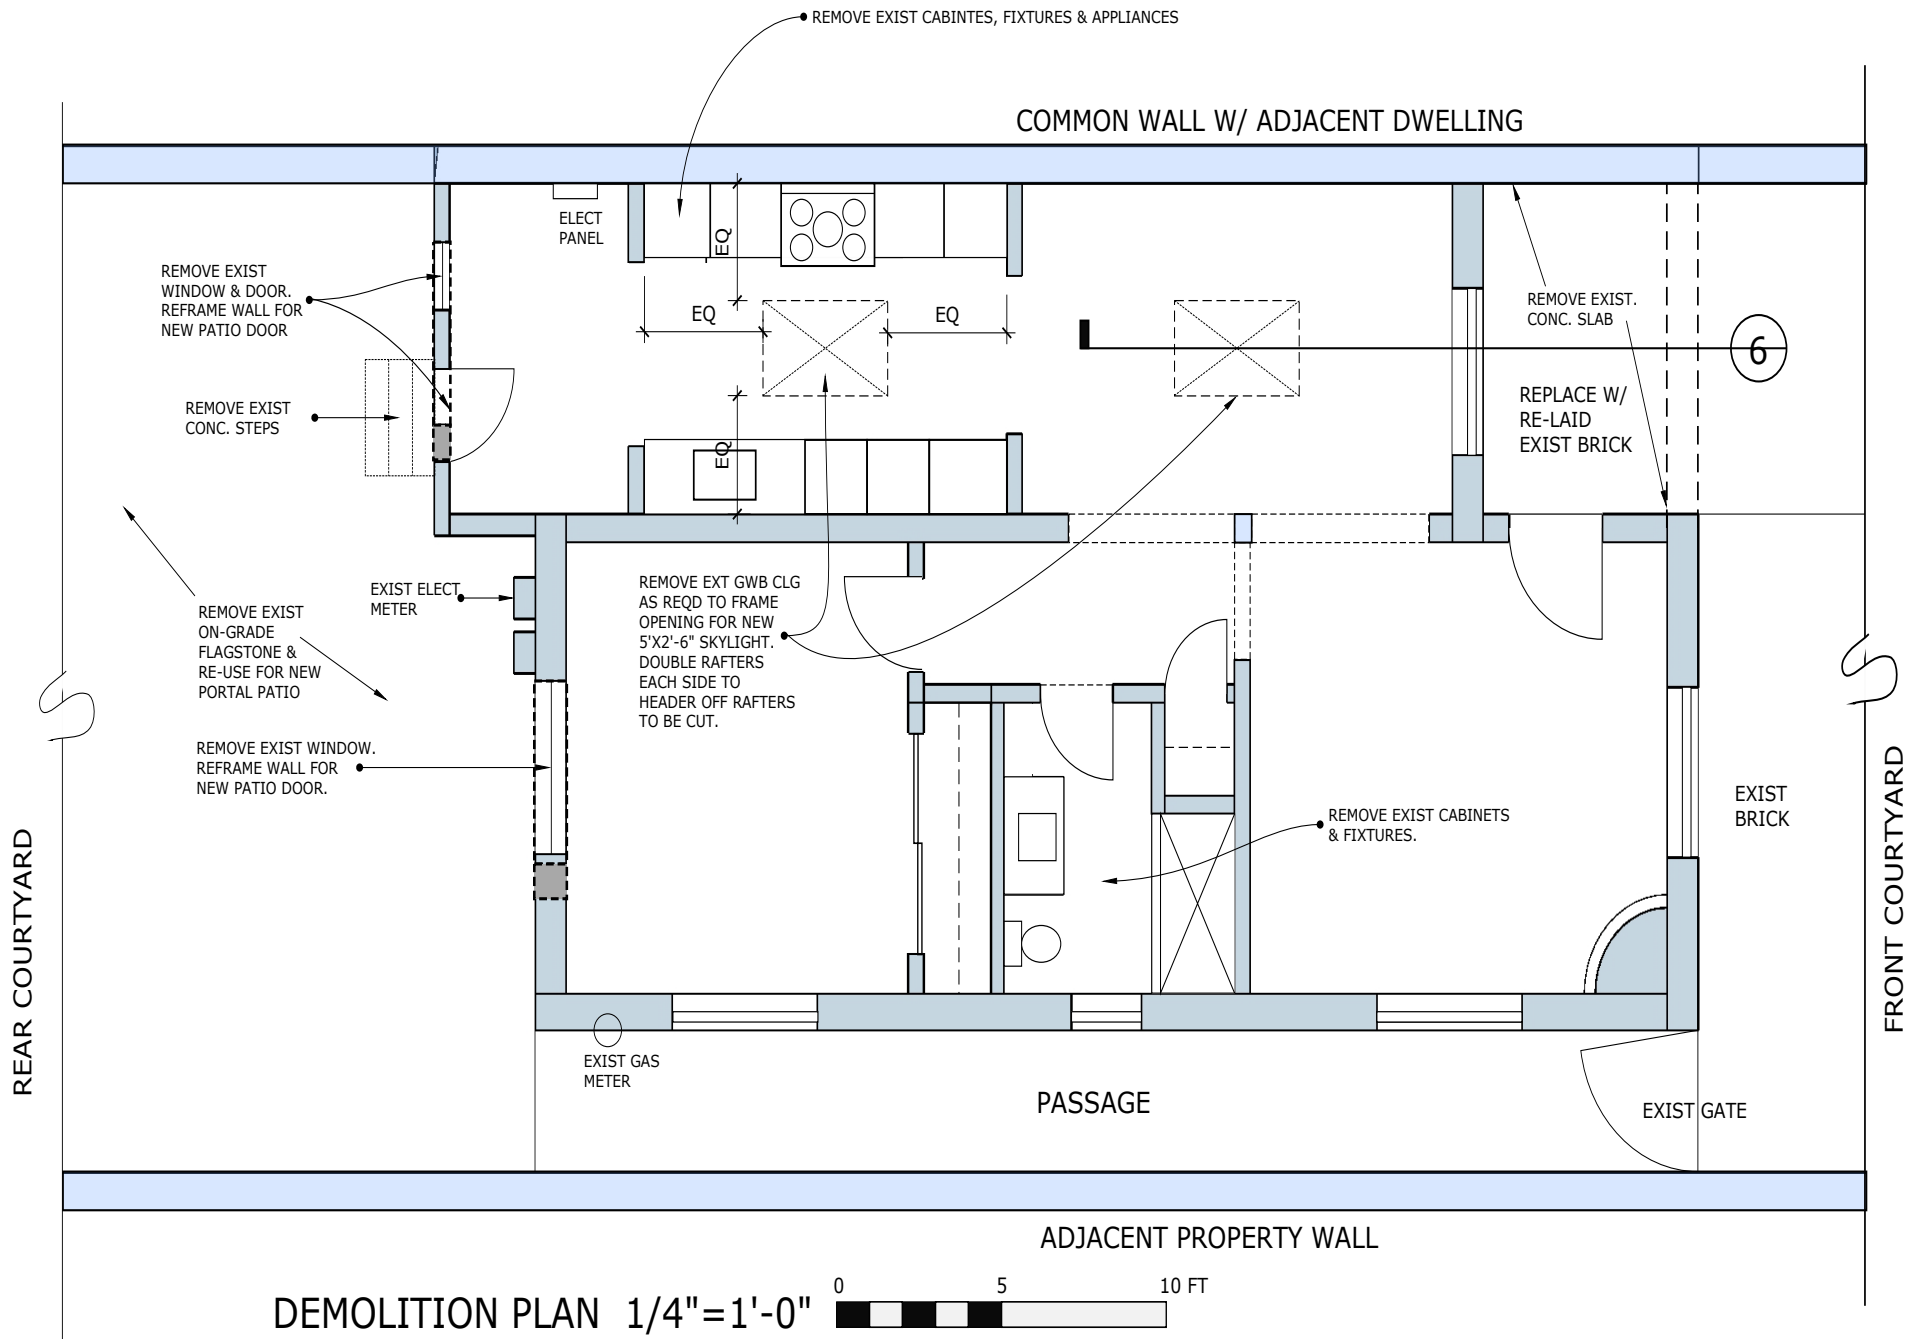 REMOVE EXIST CABINTES, FIXTURES & APPLIANCES
COMMON WALL W/ ADJACENT DWELLING
ELECT
PANEL
EQ
REMOVE EXIST
WINDOW & DOOR.
REFRAME WALL FOR
NEW PATIO DOOR
EQ
EQ
REMOVE EXIST.
CONC. SLAB
6
REMOVE EXIST
CONC. STEPS
REPLACE W/
RE-LAID
EXIST BRICK
EQ
EXIST ELECT
METER
REMOVE EXT GWB CLG
AS REQD TO FRAME
OPENING FOR NEW
5'X2'-6" SKYLIGHT.
DOUBLE RAFTERS
EACH SIDE TO
HEADER OFF RAFTERS
TO BE CUT.
REMOVE EXIST
ON-GRADE
FLAGSTONE &
RE-USE FOR NEW
PORTAL PATIO
REMOVE EXIST WINDOW.
REFRAME WALL FOR
NEW PATIO DOOR.
REMOVE EXIST CABINETS
& FIXTURES.
EXIST
BRICK
REAR COURTYARD
FRONT COURTYARD
EXIST GAS
METER
PASSAGE
EXIST GATE
ADJACENT PROPERTY WALL
DEMOLITION PLAN 1/4"=1'-0"
0 5 10 FT